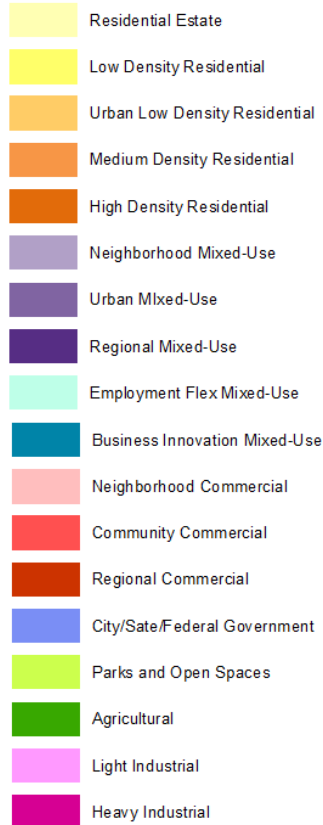 Residential Estate
Low Density Residential
Urban Low Density Residential
Medium Density Residential
High Density Residential
Neighborhood Mixed-Use
Urban MIxed-Use
Regional Mixed-Use
Employment Flex Mixed-Use
Business Innovation Mixed-Use
Neighborhood Commercial
Community Commercial
Regional Commercial
City/Sate/Federal Government
Parks and Open Spaces
Agricultural
Light Industrial
Heavy Industrial